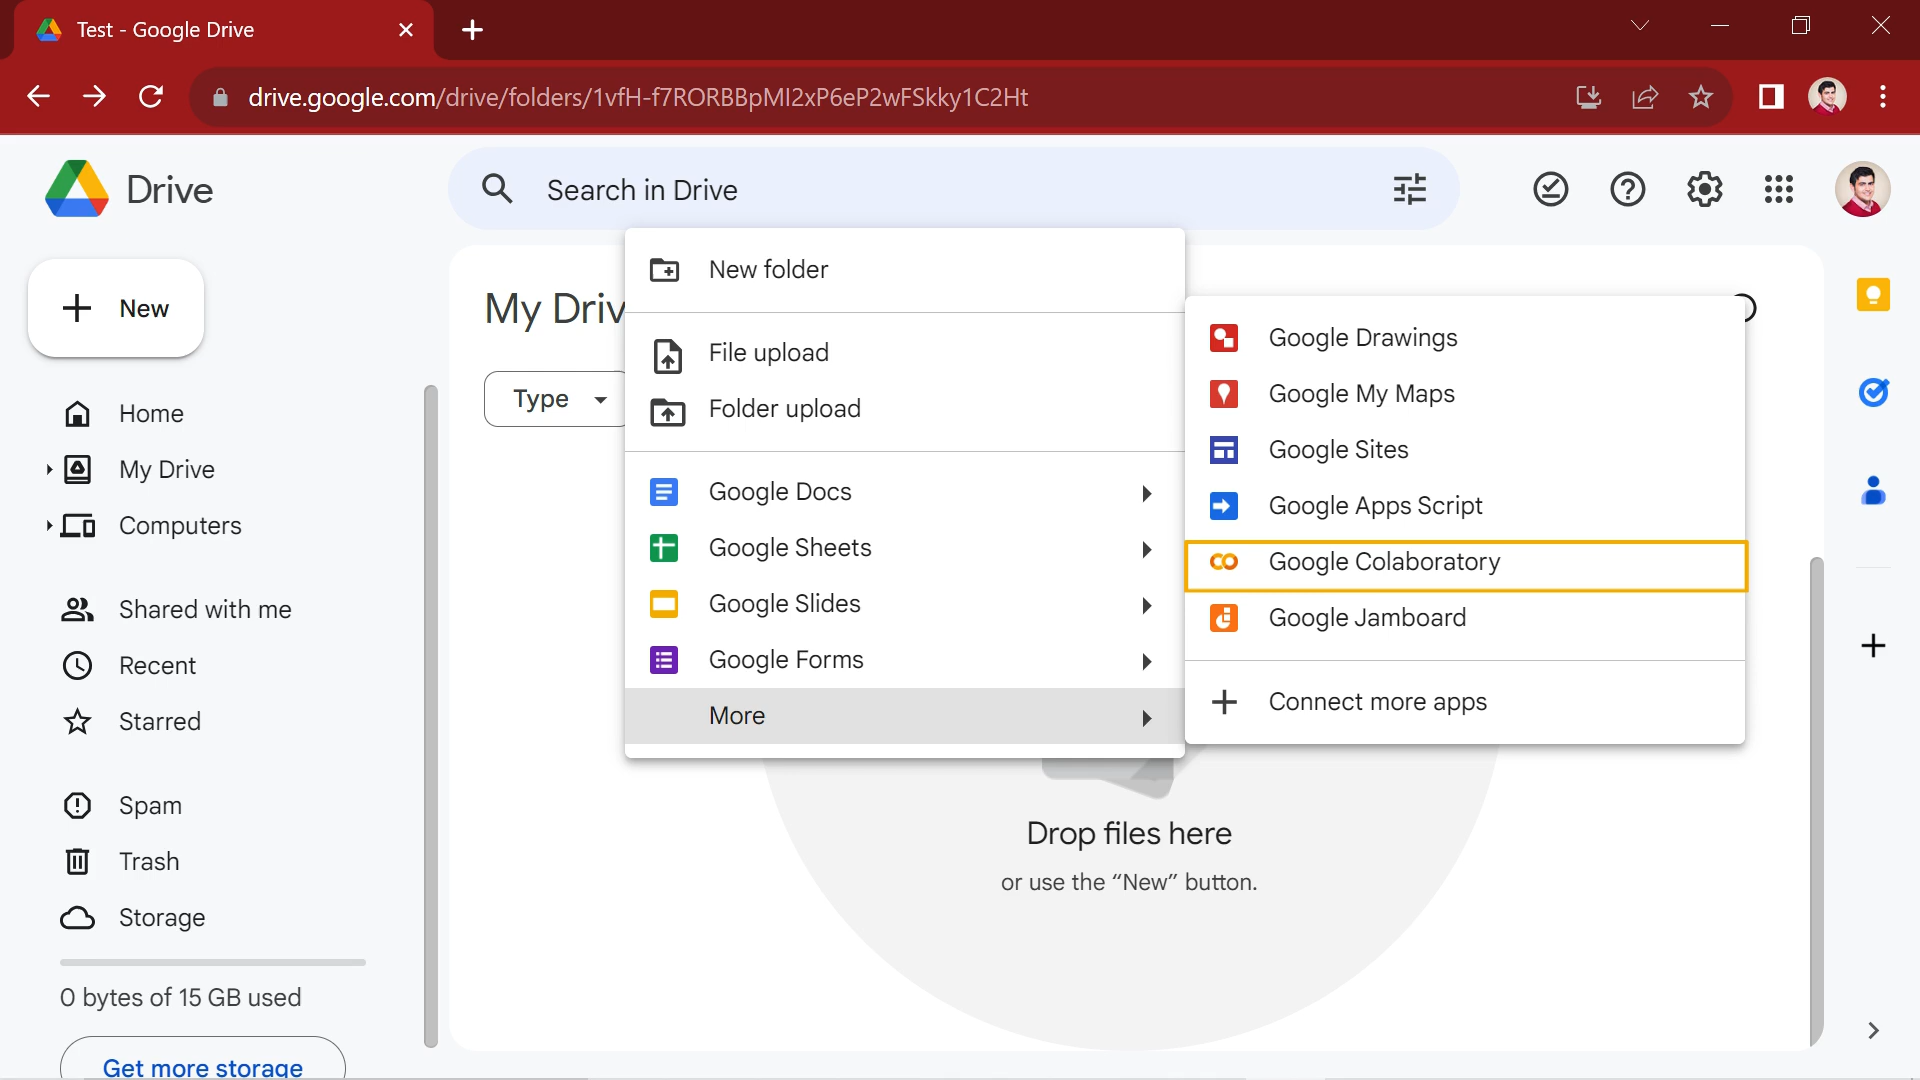 Test - Google Drive
drive.google.com/drive/folders/1vfH-f7RORBBpMI2xP6eP2wFSkky1C2Ht
Drive
Search in Drive
New
Home
My Drive
Computers
Shared with me
Recent
Starred
Spam
Trash
Storage
0 bytes of 15 GB used
Get more storage
My Driv
Type
New folder
File upload
Folder upload
Google Docs
Google Sheets
Google Slides
Google Forms
More
Google Drawings
Google My Maps
Google Sites
Google Apps Script
Google Colaboratory
Google Jamboard
Connect more apps
Drop files here
or use the “New” button.